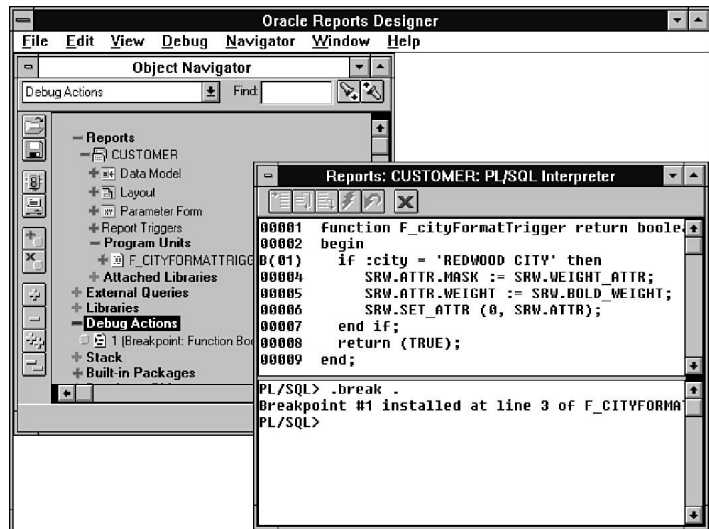 Oracle Reports Designer
File Edit View Debug Navigator Window Help
Object Navigator
Debug Actions Find:
Reports
CUSTOMER
Data Model
Layout
Parameter Form
Report Triggers
Program Units
F_CITYFORMATTRIGG
Attached Libraries
External Queries
Libraries
Debug Actions
1 (Breakpoint: Function Bod
Stack
Built-in Packages
Reports: CUSTOMER: PL/SQL Interpreter
00001 function F_cityFormatTrigger return boole
00002 begin
B(01) if :city = 'REDWOOD CITY' then
00004 SRW.ATTR.MASK := SRW.WEIGHT_ATTR;
00005 SRW.ATTR.WEIGHT := SRW.BOLD_WEIGHT;
00006 SRW.SET_ATTR (0, SRW.ATTR);
00007 end if;
00008 return (TRUE);
00009 end;
PL/SQL> .break .
Breakpoint #1 installed at line 3 of F_CITYFORMA
PL/SQL>